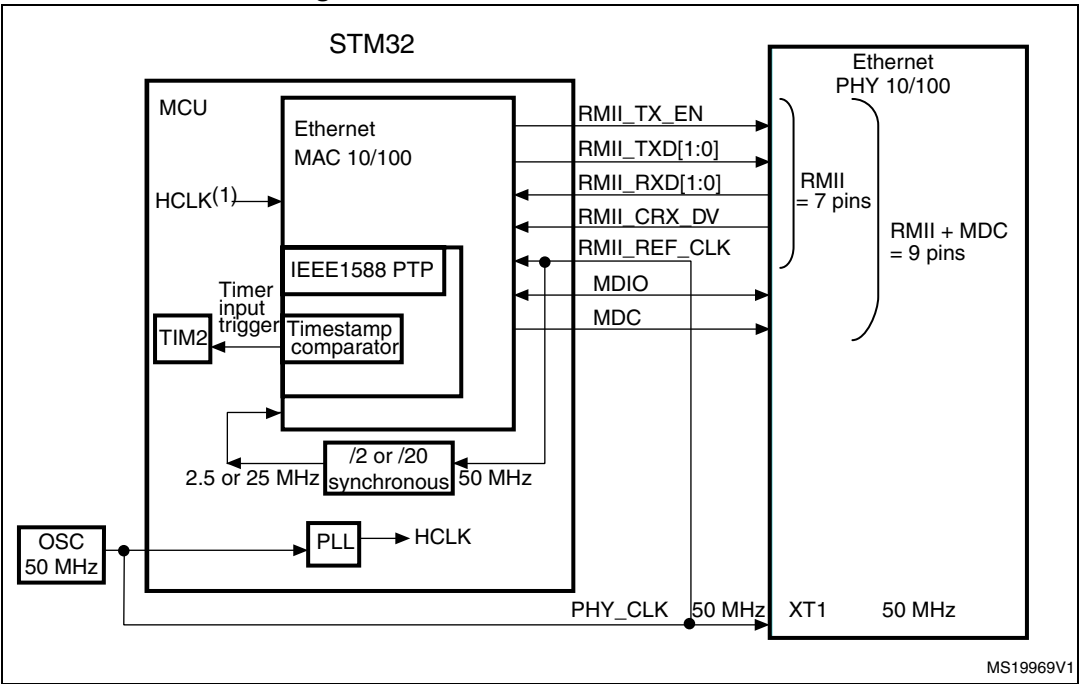 STM32
MCU
Ethernet
MAC 10/100
HCLK(1)
IEEE1588 PTP
Timer
input
trigger
TIM2
Timestamp
comparator
/2 or /20
synchronous
2.5 or 25 MHz
50 MHz
OSC
50 MHz
PLL
HCLK
RMII_TX_EN
RMII_TXD[1:0]
RMII_RXD[1:0]
RMII_CRX_DV
RMII_REF_CLK
MDIO
MDC
Ethernet
PHY 10/100
RMII
= 7 pins
RMII + MDC
= 9 pins
PHY_CLK 50 MHz
XT1 50 MHz
MS19969V1